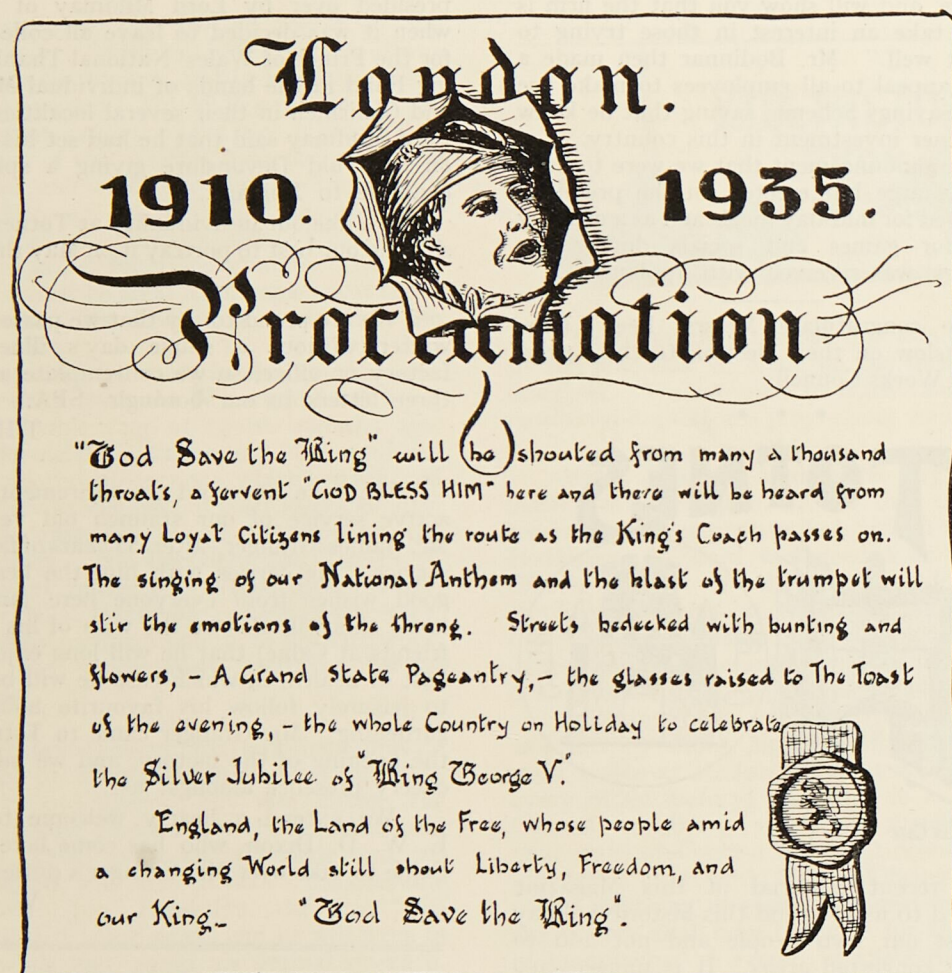 London.
1910. 1935.
Proclamation
"God Save the King" will be shouted from many a thousand
throats, a fervent "GOD BLESS HIM" here and there will be heard from
many Loyal Citizens lining the route as the King's Coach passes on.
The singing of our National Anthem and the blast of the trumpet will
stir the emotions of the throng. Streets bedecked with bunting and
flowers, - A Grand State Pageantry, - the glasses raised to The Toast
of the evening, - the whole Country on Holiday to celebrate
the Silver Jubilee of "King George V."
England, the Land of the Free, whose people amid
a changing World still shout Liberty, Freedom, and
our King - "God Save the King".